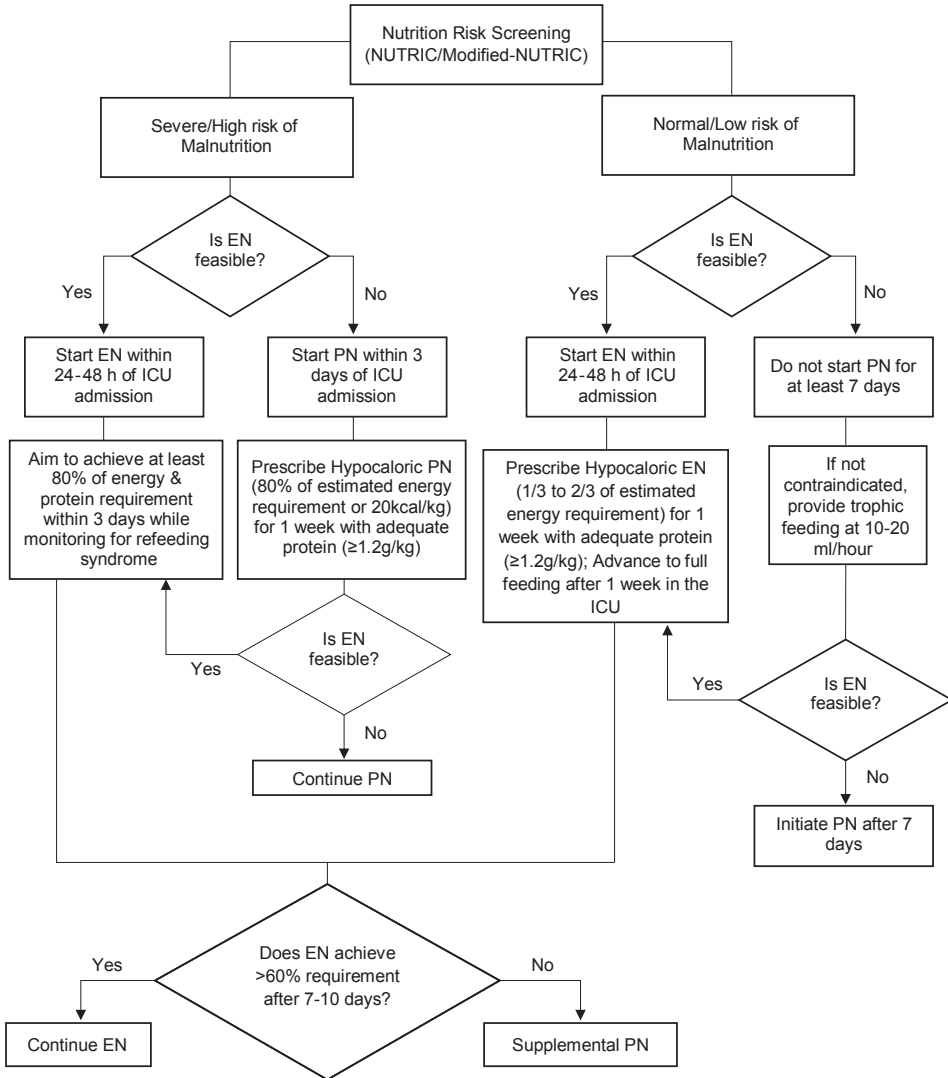 Nutrition Risk Screening
(NUTRIC/Modified-NUTRIC)
Severe/High risk of
Malnutrition
Normal/Low risk of
Malnutrition
Is EN
feasible?
Is EN
feasible?
Yes
No
Yes
No
Start EN within
24-48 h of ICU
admission
Start PN within 3
days of ICU
admission
Start EN within
24-48 h of ICU
admission
Do not start PN for
at least 7 days
Aim to achieve at least
80% of energy &
protein requirement
within 3 days while
monitoring for refeeding
syndrome
Prescribe Hypocaloric PN
(80% of estimated energy
requirement or 20kcal/kg)
for 1 week with adequate
protein (≥1.2g/kg)
Prescribe Hypocaloric EN
(1/3 to 2/3 of estimated
energy requirement) for 1
week with adequate protein
(≥1.2g/kg); Advance to full
feeding after 1 week in the
ICU
If not
contraindicated,
provide trophic
feeding at 10-20
ml/hour
Is EN
feasible?
Yes
No
Continue PN
Is EN
feasible?
Yes
No
Initiate PN after 7
days
Does EN achieve
>60% requirement
after 7-10 days?
Yes
No
Continue EN
Supplemental PN